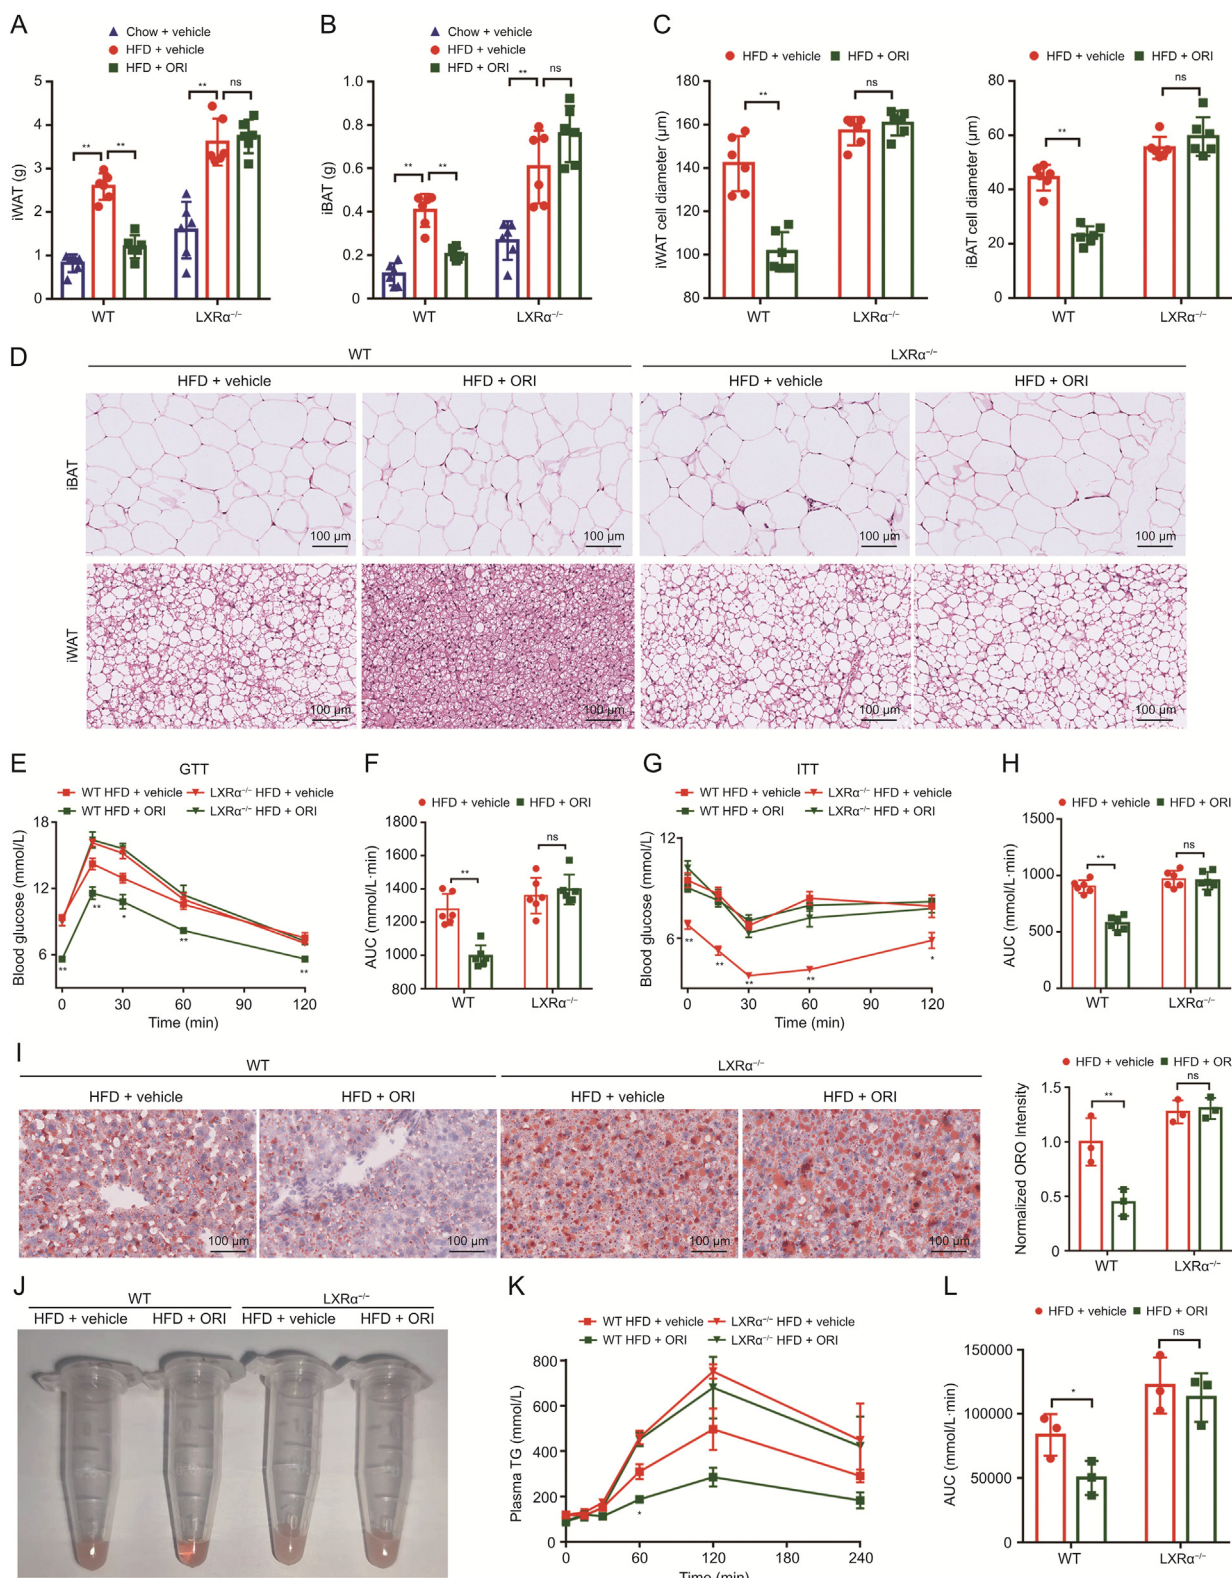 A
Chow + vehicle
HFD + vehicle
HFD + ORI
iWAT (g)
5
4
3
2
1
0
**
**
**
ns
WT
LXRα⁻/⁻
B
Chow + vehicle
HFD + vehicle
HFD + ORI
iBAT (g)
1.0
0.8
0.6
0.4
0.2
0
**
**
**
ns
WT
LXRα⁻/⁻
C
HFD + vehicle HFD + ORI
iWAT cell diameter (μm)
180
160
140
120
100
80
**
ns
WT
LXRα⁻/⁻
HFD + vehicle HFD + ORI
iBAT cell diameter (μm)
80
60
40
20
0
**
ns
WT
LXRα⁻/⁻
D
WT
LXRα⁻/⁻
HFD + vehicle
HFD + ORI
HFD + vehicle
HFD + ORI
iBAT
100 μm
100 μm
100 μm
100 μm
iWAT
100 μm
100 μm
100 μm
100 μm
E
GTT
WT HFD + vehicle LXRα⁻/⁻ HFD + vehicle
WT HFD + ORI LXRα⁻/⁻ HFD + ORI
Blood glucose (mmol/L)
18
12
6
**
**
*
**
**
0 30 60 90 120
Time (min)
F
HFD + vehicle HFD + ORI
AUC (mmol/L·min)
1800
1600
1400
1200
1000
800
**
ns
WT
LXRα⁻/⁻
G
ITT
WT HFD + vehicle LXRα⁻/⁻ HFD + vehicle
WT HFD + ORI LXRα⁻/⁻ HFD + ORI
Blood glucose (mmol/L)
12
6
**
**
**
**
*
0 30 60 90 120
Time (min)
H
HFD + vehicle HFD + ORI
AUC (mmol/L·min)
1500
1000
500
0
**
ns
WT
LXRα⁻/⁻
I
WT
LXRα⁻/⁻
HFD + vehicle
HFD + ORI
HFD + vehicle
HFD + ORI
100 μm
100 μm
100 μm
100 μm
HFD + vehicle HFD + OR
Normalized ORO Intensity
1.5
1.0
0.5
0
**
ns
WT
LXRα⁻/⁻
J
WT
LXRα⁻/⁻
HFD + vehicle
HFD + ORI
HFD + vehicle
HFD + ORI
K
WT HFD + vehicle LXRα⁻/⁻ HFD + vehicle
WT HFD + ORI LXRα⁻/⁻ HFD + ORI
Plasma TG (mmol/L)
800
600
400
200
0
*
0 60 120 180 240
Time (min)
L
HFD + vehicle HFD + ORI
AUC (mmol/L·min)
150000
100000
50000
0
*
ns
WT
LXRα⁻/⁻